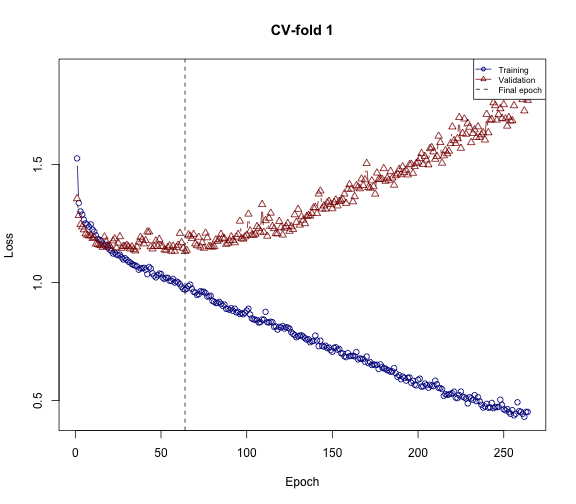 CV-fold 1
Training
Validation
Final epoch
Loss
1.5
1.0
0.5
0 50 100 150 200 250
Epoch